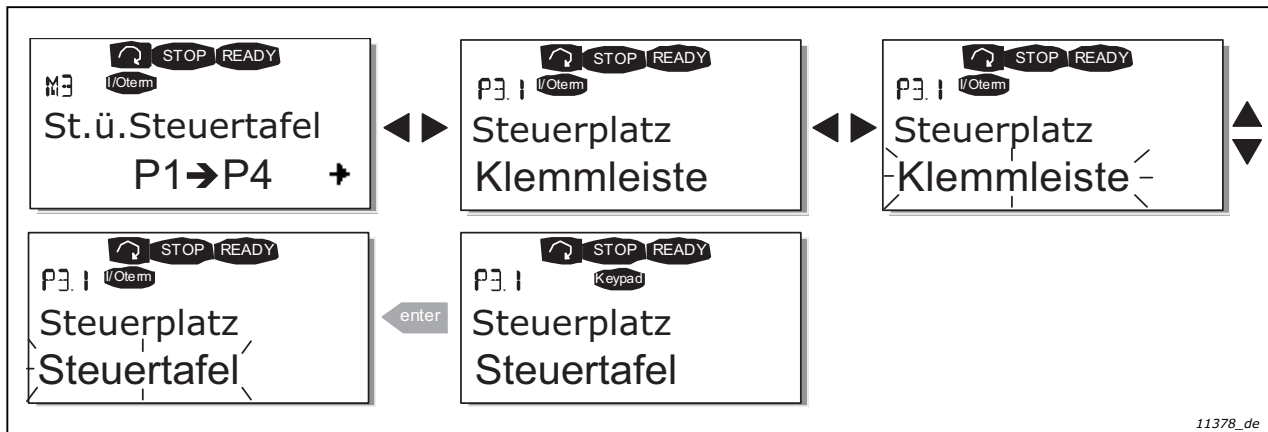 STOP READY
M3 I/Oterm
St.ü.Steuertafel
P1➔P4
STOP READY
P3.1 I/Oterm
Steuerplatz
Klemmleiste
STOP READY
P3.1 I/Oterm
Steuerplatz
Klemmleiste
STOP READY
P3.1 I/Oterm
Steuerplatz
Steuertafel
enter
STOP READY
P3.1 Keypad
Steuerplatz
Steuertafel
11378_de